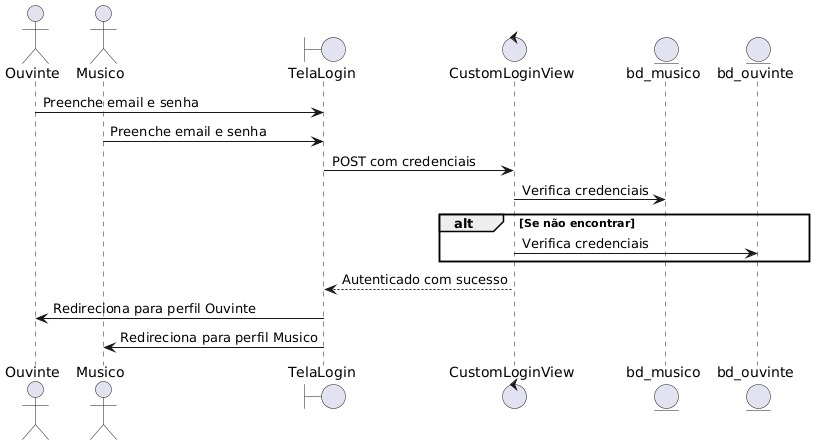 Ouvinte Musico TelaLogin CustomLoginView bd_musico bd_ouvinte
Preenche email e senha
Preenche email e senha
POST com credenciais
Verifica credenciais
alt [Se não encontrar]
Verifica credenciais
Autenticado com sucesso
Redireciona para perfil Ouvinte
Redireciona para perfil Musico
Ouvinte Musico TelaLogin CustomLoginView bd_musico bd_ouvinte